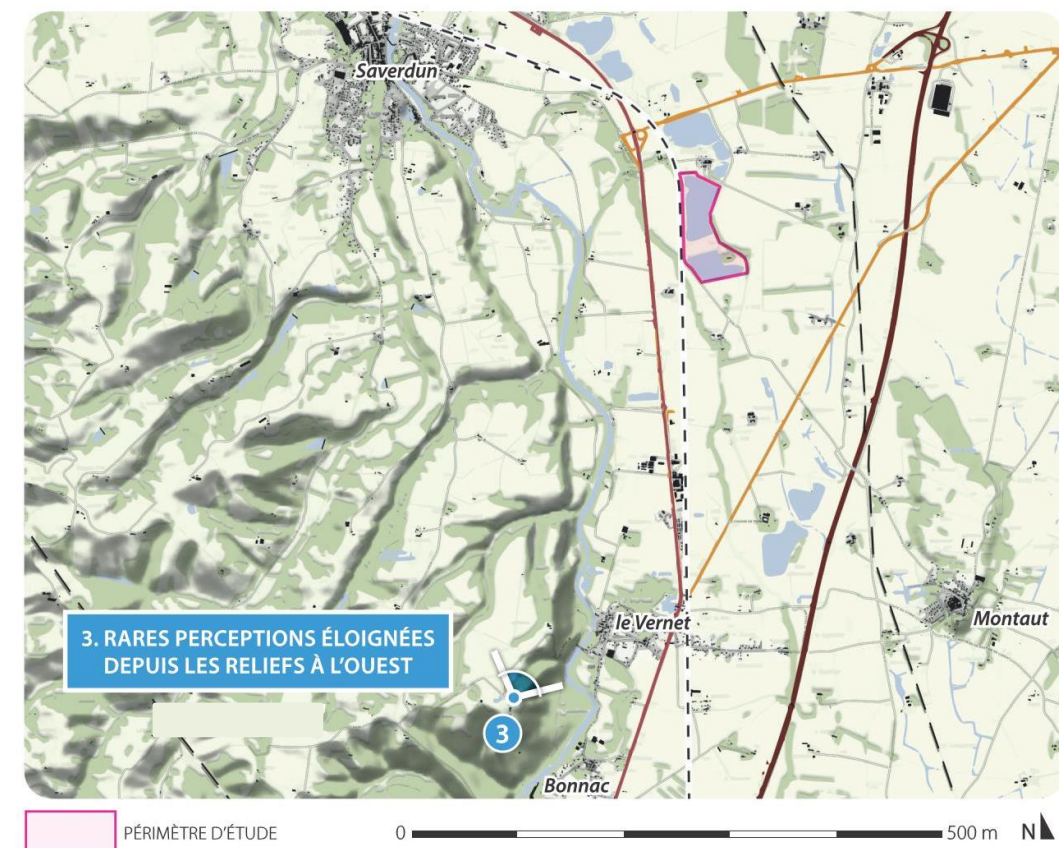 Saverdun
le Vernet
Montaut
3. RARES PERCEPTIONS ÉLOIGNÉES
DEPUIS LES RELIEFS À L'OUEST
3
Bonnac
PÉRIMÈTRE D'ÉTUDE
0
500 m
N